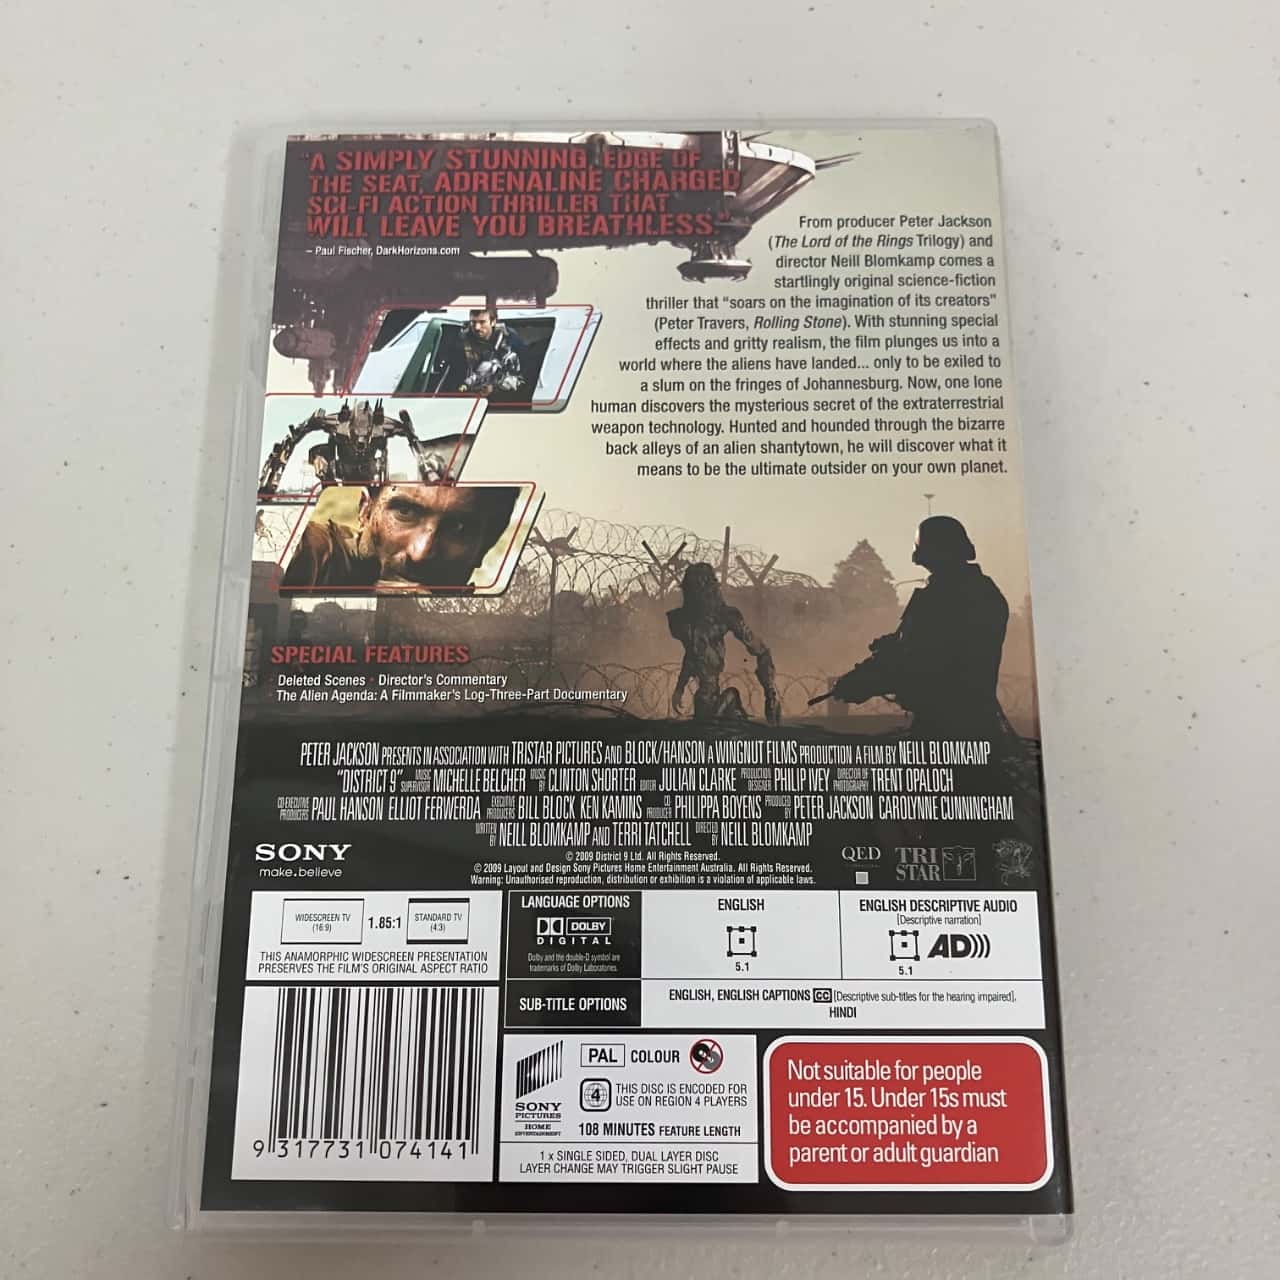 "A SIMPLY STUNNING, EDGE OF
THE SEAT, ADRENALINE CHARGED
SCI-FI ACTION THRILLER THAT
WILL LEAVE YOU BREATHLESS."
– Paul Fischer, DarkHorizons.com
From producer Peter Jackson
(The Lord of the Rings Trilogy) and
director Neill Blomkamp comes a
startlingly original science-fiction
thriller that "soars on the imagination of its creators"
(Peter Travers, Rolling Stone). With stunning special
effects and gritty realism, the film plunges us into a
world where the aliens have landed... only to be exiled to
a slum on the fringes of Johannesburg. Now, one lone
human discovers the mysterious secret of the extraterrestrial
weapon technology. Hunted and hounded through the bizarre
back alleys of an alien shantytown, he will discover what it
means to be the ultimate outsider on your own planet.
SPECIAL FEATURES
Deleted Scenes • Director's Commentary
The Alien Agenda: A Filmmaker's Log-Three-Part Documentary
PETER JACKSON PRESENTS IN ASSOCIATION WITH TRISTAR PICTURES AND BLOCK/HANSON A WINGNUT FILMS PRODUCTION A FILM BY NEILL BLOMKAMP
"DISTRICT 9" MUSIC SUPERVISOR MICHELLE BELCHER MUSIC BY CLINTON SHORTER EDITOR JULIAN CLARKE PRODUCTION DESIGNER PHILIP IVEY DIRECTOR OF PHOTOGRAPHY TRENT OPALOCH
CO-EXECUTIVE PRODUCERS PAUL HANSON ELLIOT FERWERDA EXECUTIVE PRODUCERS BILL BLOCK KEN KAMINS CO PRODUCER PHILIPPA BOYENS PRODUCED BY PETER JACKSON CAROLYNNE CUNNINGHAM
WRITTEN BY NEILL BLOMKAMP AND TERRI TATCHELL DIRECTED BY NEILL BLOMKAMP
SONY
make.believe
© 2009 District 9 Ltd. All Rights Reserved.
© 2009 Layout and Design Sony Pictures Home Entertainment Australia. All Rights Reserved.
Warning: Unauthorised reproduction, distribution or exhibition is a violation of applicable laws.
QED
TRI
STAR
WIDESCREEN TV
(16:9)
1.85:1
STANDARD TV
(4:3)
THIS ANAMORPHIC WIDESCREEN PRESENTATION
PRESERVES THE FILM'S ORIGINAL ASPECT RATIO
LANGUAGE OPTIONS
DOLBY
DIGITAL
Dolby and the double-D symbol are
trademarks of Dolby Laboratories.
ENGLISH
5.1
ENGLISH DESCRIPTIVE AUDIO
[Descriptive narration]
5.1
AD)))
SUB-TITLE OPTIONS
ENGLISH, ENGLISH CAPTIONS CC [Descriptive sub-titles for the hearing impaired],
HINDI
9 317731 074141
SONY
PICTURES
HOME
ENTERTAINMENT
PAL COLOUR
4
THIS DISC IS ENCODED FOR
USE ON REGION 4 PLAYERS
108 MINUTES FEATURE LENGTH
1 x SINGLE SIDED, DUAL LAYER DISC
LAYER CHANGE MAY TRIGGER SLIGHT PAUSE
Not suitable for people
under 15. Under 15s must
be accompanied by a
parent or adult guardian